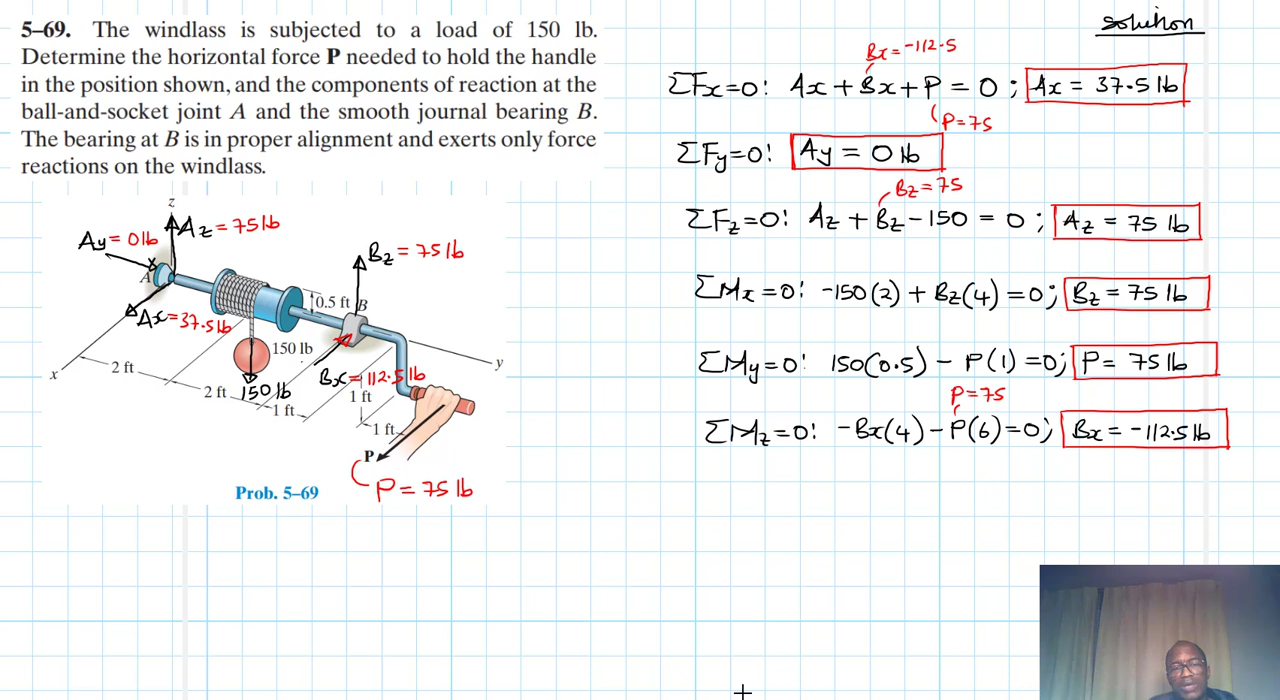 5–69. The windlass is subjected to a load of 150 lb.
Determine the horizontal force P needed to hold the handle
in the position shown, and the components of reaction at the
ball-and-socket joint A and the smooth journal bearing B.
The bearing at B is in proper alignment and exerts only force
reactions on the windlass.
z
Az = 75 lb
Ay = 0 lb
A
Bz = 75 lb
0.5 ft
B
Ax = 37.5 lb
150 lb
x
2 ft
2 ft
150 lb
1 ft
Bx = 112.5 lb
1 ft
y
1 ft
P
P = 75 lb
Prob. 5–69
solution
Bx = -112.5
ΣFx=0: Ax + Bx + P = 0 ; Ax = 37.5 lb
P=75
ΣFy=0: Ay = 0 lb
Bz = 75
ΣFz=0: Az + Bz - 150 = 0 ; Az = 75 lb
ΣMx=0: -150(2) + Bz(4) = 0; Bz = 75 lb
ΣMy=0: 150(0.5) - P(1) = 0; P = 75 lb
P=75
ΣMz=0: -Bx(4) - P(6) = 0; Bx = -112.5 lb